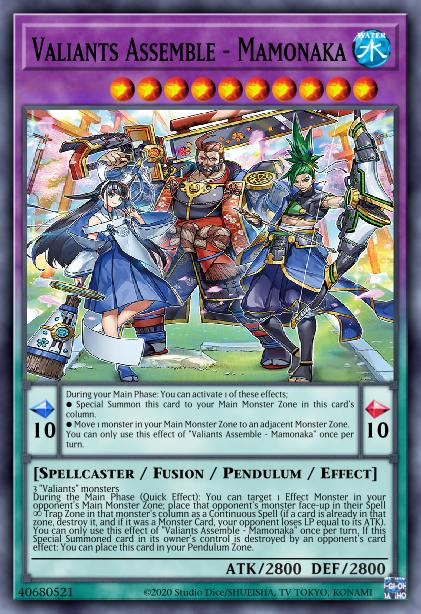 Valiants Assemble - Mamonaka
WATER
水
During your Main Phase: You can activate 1 of these effects;
● Special Summon this card to your Main Monster Zone in this card's
column.
● Move 1 monster in your Main Monster Zone to an adjacent Monster Zone.
You can only use this effect of "Valiants Assemble - Mamonaka" once per
turn.
10
10
[Spellcaster / Fusion / Pendulum / Effect]
3 "Valiants" monsters
During the Main Phase (Quick Effect): You can target 1 Effect Monster in your
opponent's Main Monster Zone; place that opponent's monster face-up in their Spell
& Trap Zone in that monster's column as a Continuous Spell (if a card is already in that
zone, destroy it, and if it was a Monster Card, your opponent loses LP equal to its ATK).
You can only use this effect of "Valiants Assemble - Mamonaka" once per turn. If this
Special Summoned card in its owner's control is destroyed by an opponent's card
effect: You can place this card in your Pendulum Zone.
ATK/2800 DEF/2800
40680521
©2020 Studio Dice/SHUEISHA, TV TOKYO, KONAMI